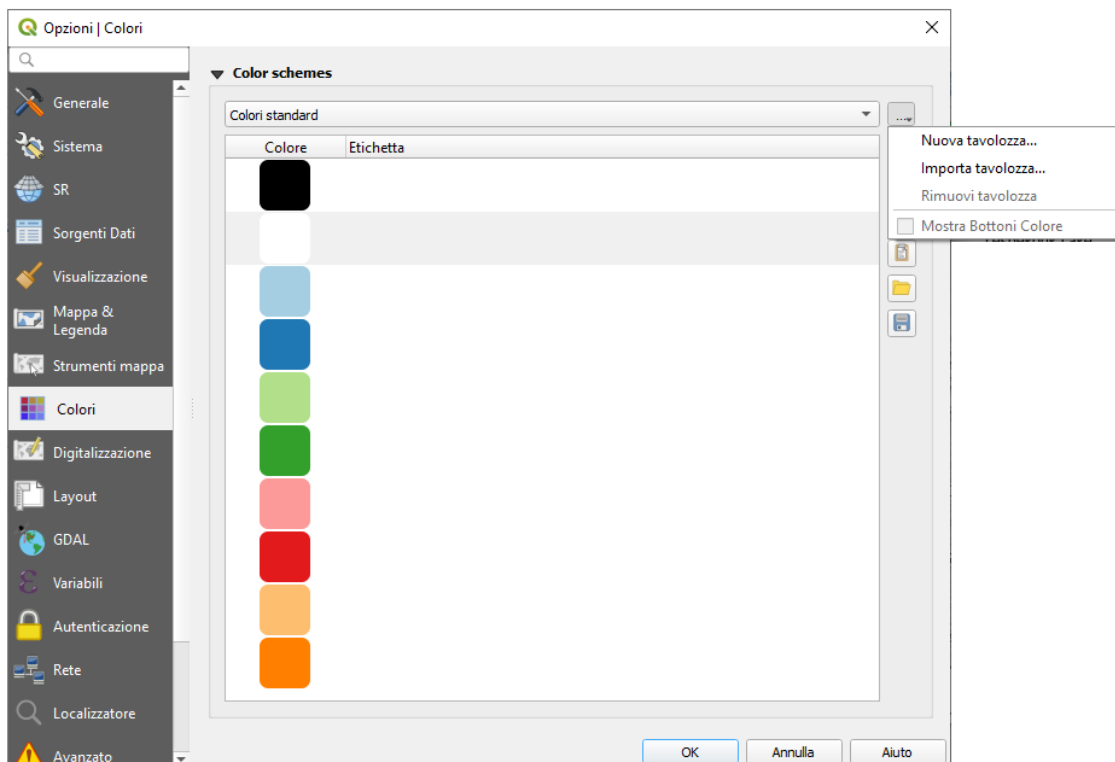 Opzioni | Colori
Generale
Sistema
SR
Sorgenti Dati
Visualizzazione
Mappa &
Legenda
Strumenti mappa
Colori
Digitalizzazione
Layout
GDAL
Variabili
Autenticazione
Rete
Localizzatore
Avanzato
Color schemes
Colori standard
...
Colore Etichetta
Nuova tavolozza...
Importa tavolozza...
Rimuovi tavolozza
Mostra Bottoni Colore
OK Annulla Aiuto